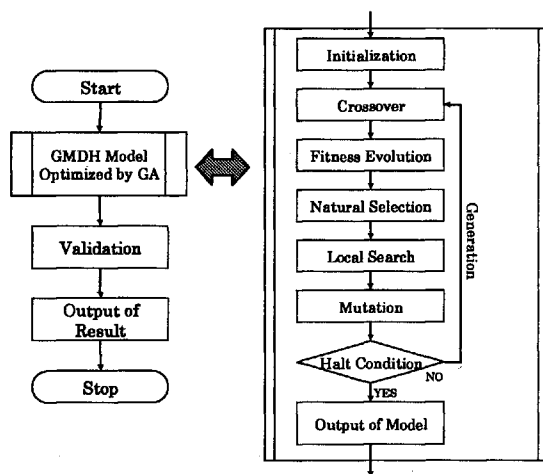 Start
GMDH Model
Optimized by GA
Validation
Output of
Result
Stop
Initialization
Crossover
Fitness Evolution
Natural Selection
Local Search
Mutation
Halt Condition
NO
YES
Output of Model
Generation